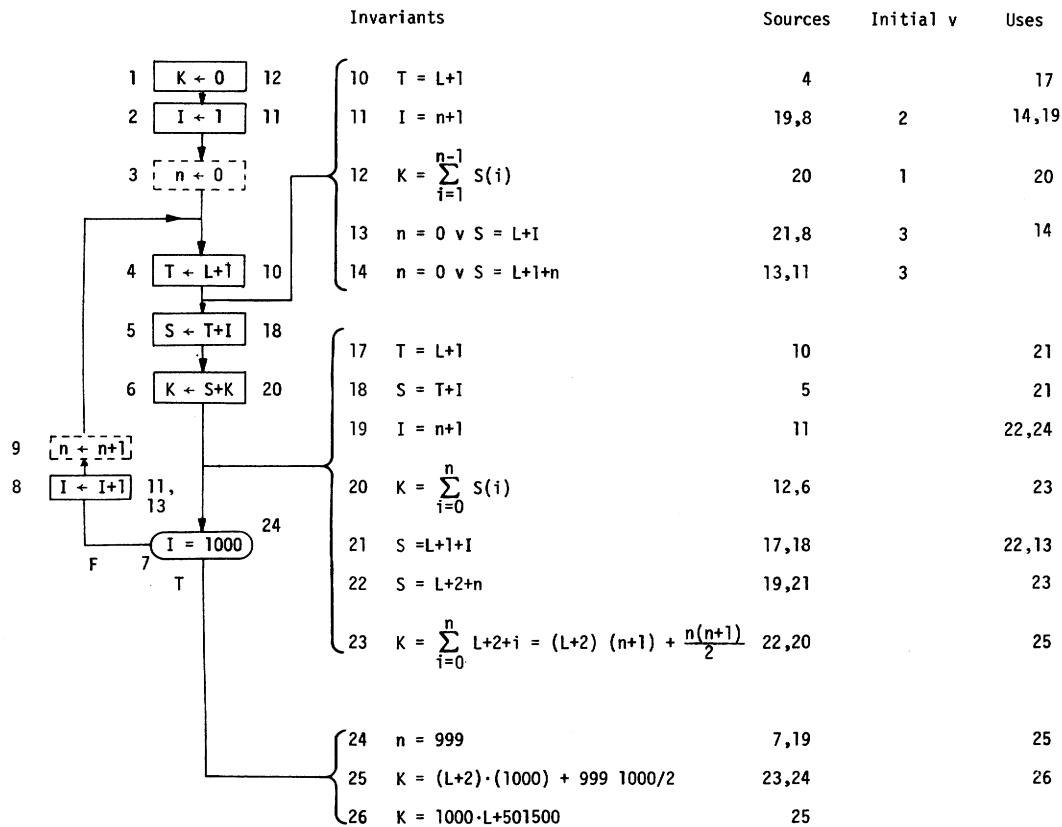 Invariants Sources Initial v Uses
1 K ← 0 12
2 I ← 1 11
3 n ← 0
4 T ← L+1 10
5 S ← T+I 18
6 K ← S+K 20
9 n ← n+1
8 I ← I+1 11,
13
24
7 I = 1000
F
T
10 T = L+1 4 17
11 I = n+1 19,8 2 14,19
12 K = n-1 ∑ i=1 S(i) 20 1 20
13 n = 0 v S = L+I 21,8 3 14
14 n = 0 v S = L+1+n 13,11 3
17 T = L+1 10 21
18 S = T+I 5 21
19 I = n+1 11 22,24
20 K = n ∑ i=0 S(i) 12,6 23
21 S =L+1+I 17,18 22,13
22 S = L+2+n 19,21 23
23 K = n ∑ i=0 L+2+i = (L+2) (n+1) + n(n+1)/2 22,20 25
24 n = 999 7,19 25
25 K = (L+2)·(1000) + 999 1000/2 23,24 26
26 K = 1000·L+501500 25